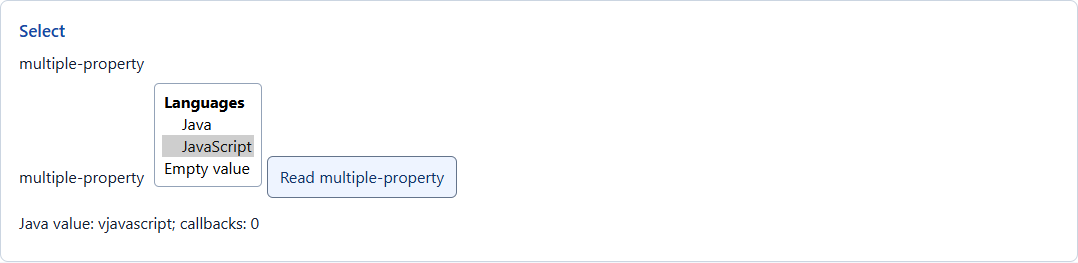 Select
multiple-property
Languages
Java
JavaScript
Empty value
multiple-property
Read multiple-property
Java value: vjavascript; callbacks: 0